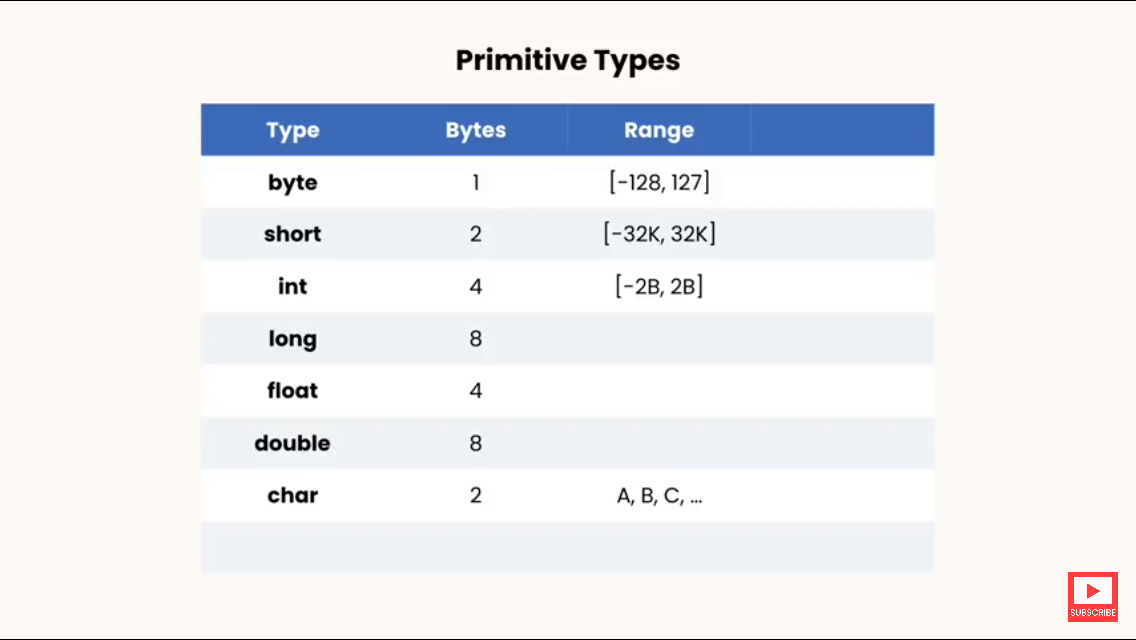 Primitive Types
Type Bytes Range
byte 1 [-128, 127]
short 2 [-32K, 32K]
int 4 [-2B, 2B]
long 8
float 4
double 8
char 2 A, B, C, ...
SUBSCRIBE